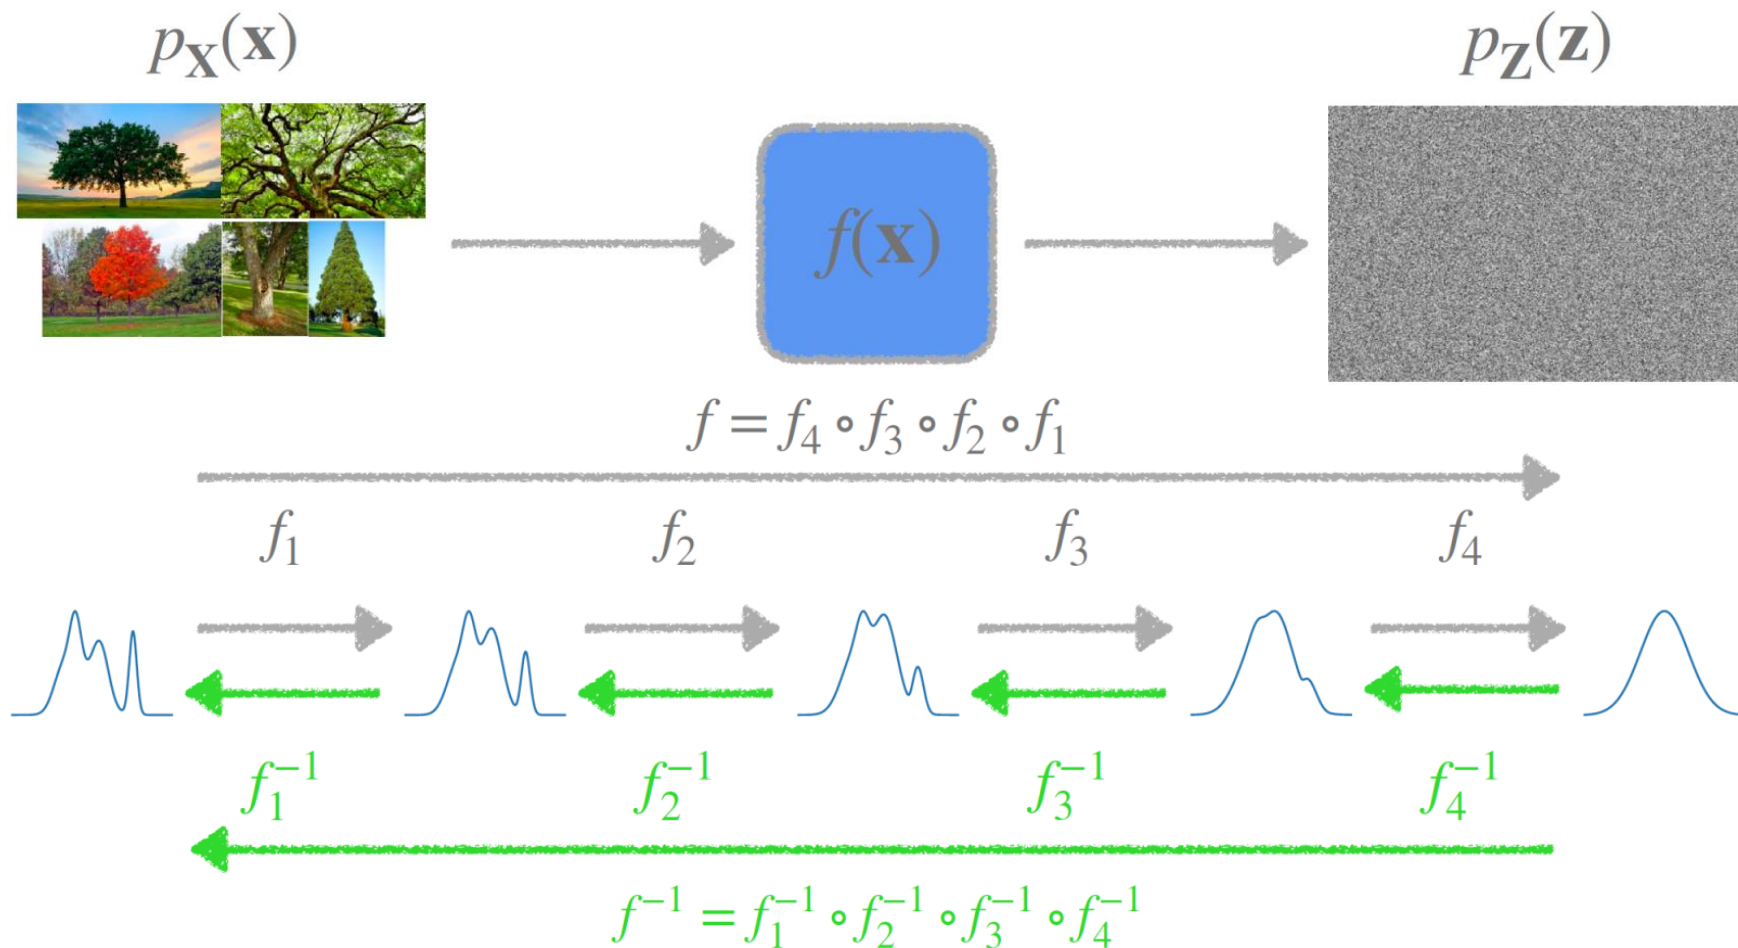 p_X(x) p_Z(z)
f(x)
f = f_4 ∘ f_3 ∘ f_2 ∘ f_1
f_1 f_2 f_3 f_4
f_1^{-1} f_2^{-1} f_3^{-1} f_4^{-1}
f^{-1} = f_1^{-1} ∘ f_2^{-1} ∘ f_3^{-1} ∘ f_4^{-1}